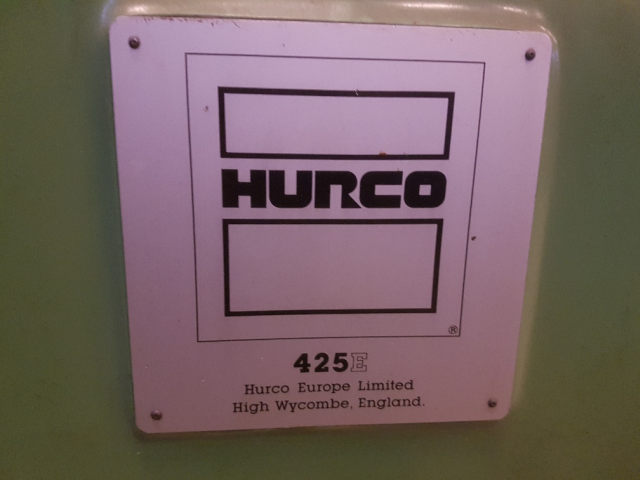 HURCO
®
425E
Hurco Europe Limited
High Wycombe, England.